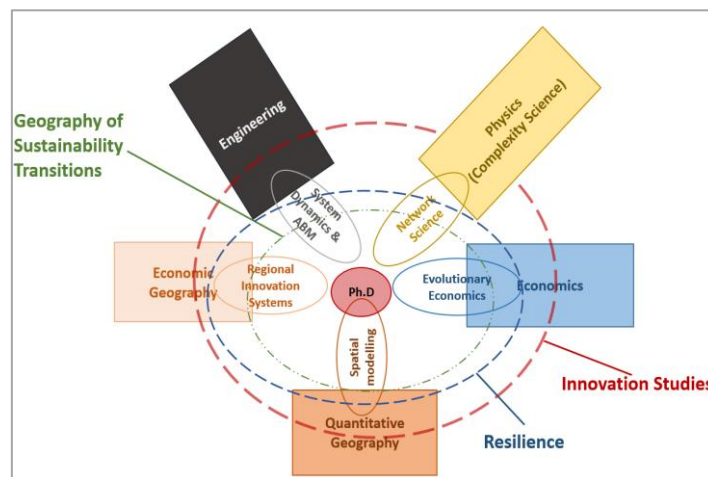 Engineering
Physics
(Complexity Science)
Geography of
Sustainability
Transitions
System
Dynamics &
ABM
Network
Science
Economic
Geography
Regional
Innovation
Systems
Ph.D
Evolutionary
Economics
Economics
Spatial
modelling
Innovation Studies
Quantitative
Geography
Resilience